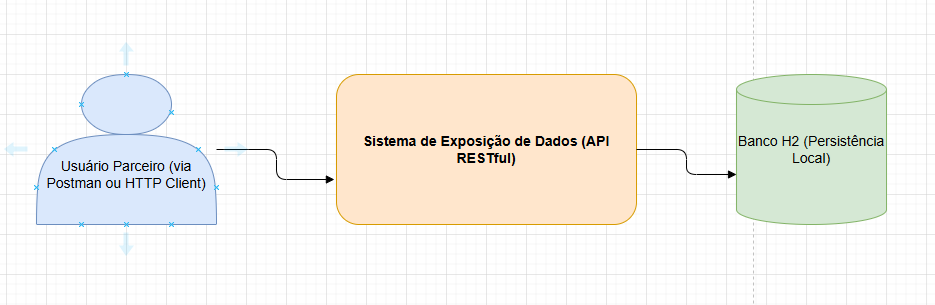 Usuário Parceiro (via
Postman ou HTTP Client)
Sistema de Exposição de Dados (API
RESTful)
Banco H2 (Persistência
Local)